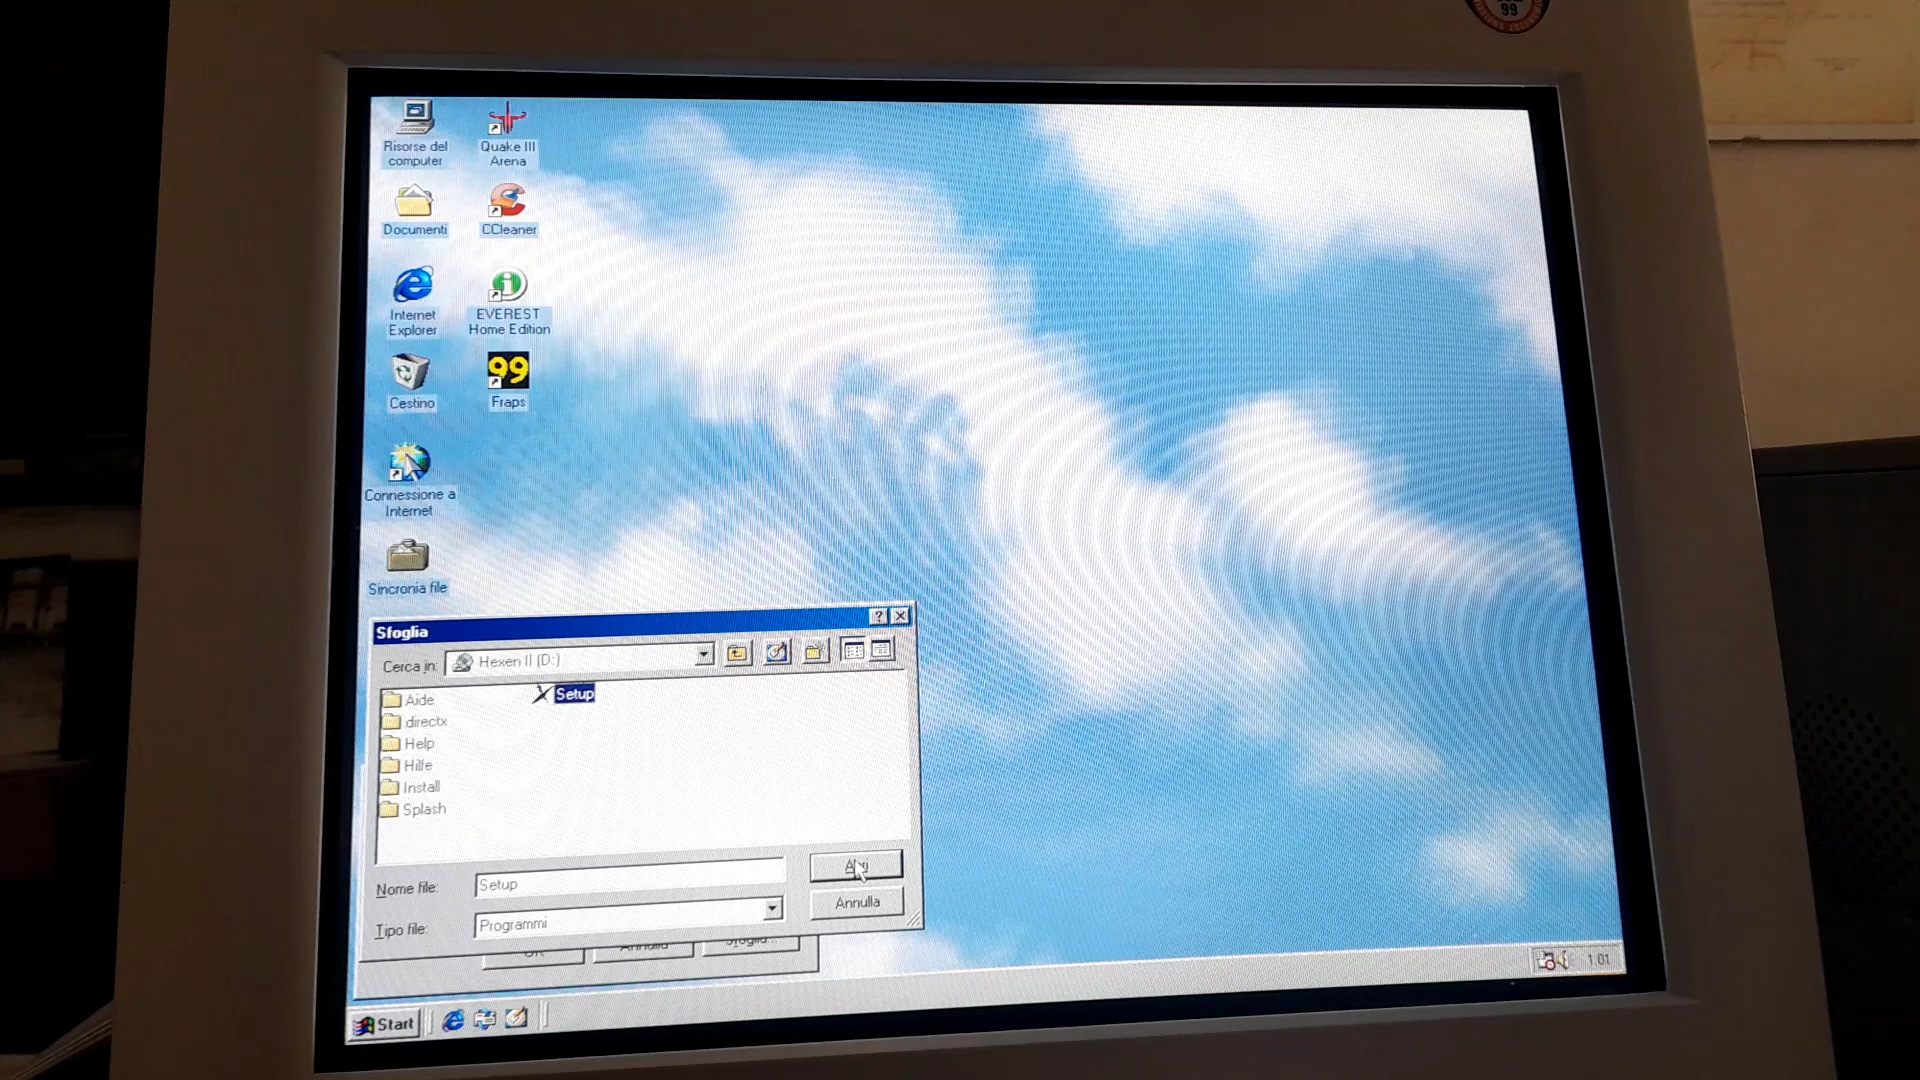 99
Risorse del
computer
Quake III
Arena
Documenti
CCleaner
Internet
Explorer
EVEREST
Home Edition
Cestino
99
Fraps
Connessione a
Internet
Sincronia file
Sfoglia
Cerca in:
Hexen II (D:)
Aide
directx
Help
Hilfe
Install
Splash
Setup
Nome file:
Setup
Tipo file:
Programmi
Annulla
OK
Annulla
Sfoglia...
Start
1.01